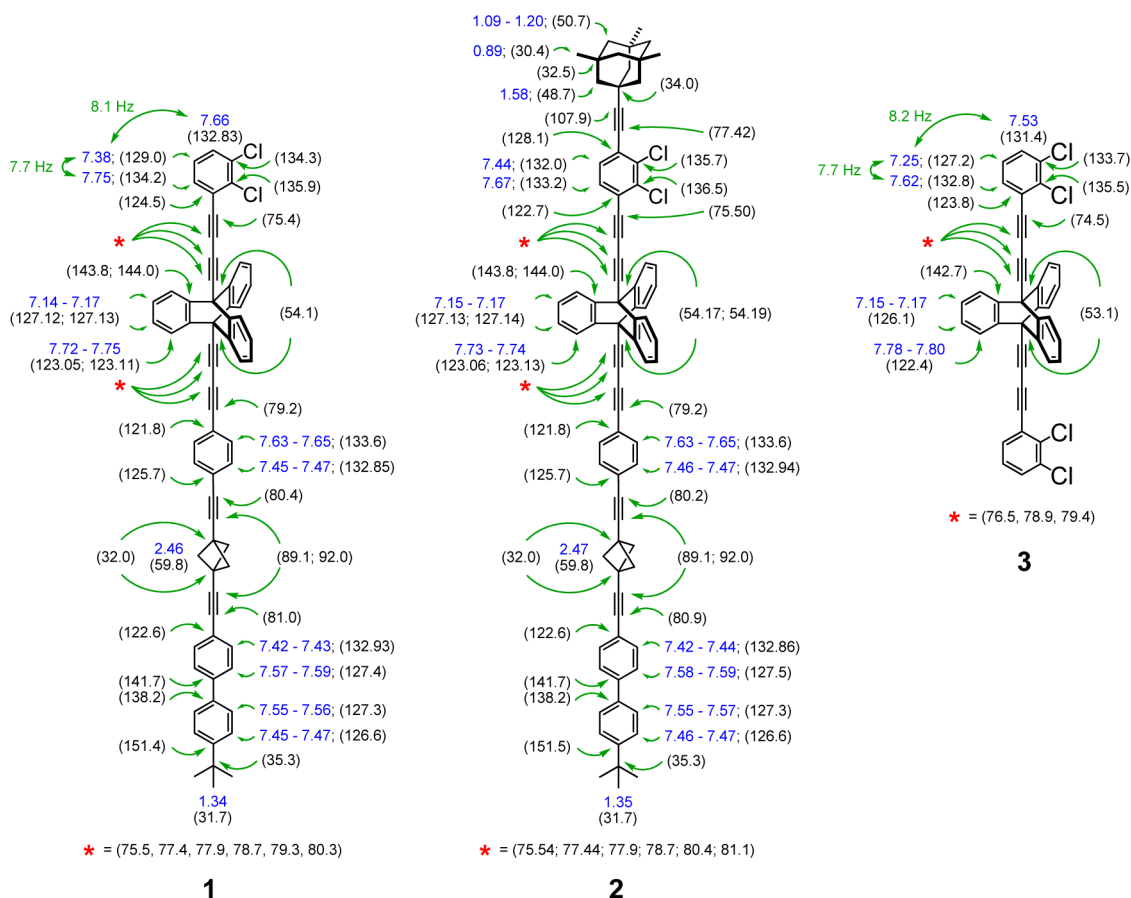 1.09 - 1.20; (50.7)
0.89; (30.4)
(32.5)
(34.0)
1.58; (48.7)
8.1 Hz
7.66
(132.83)
Cl
7.7 Hz
7.38; (129.0)
(134.3)
7.75; (134.2)
Cl
(135.9)
(124.5)
(75.4)
*
(143.8; 144.0)
7.14 - 7.17
(127.12; 127.13)
(54.1)
7.72 - 7.75
(123.05; 123.11)
*
(79.2)
(121.8)
7.63 - 7.65; (133.6)
7.45 - 7.47; (132.85)
(125.7)
(80.4)
(32.0)
2.46
(59.8)
(89.1; 92.0)
(81.0)
(122.6)
7.42 - 7.43; (132.93)
7.57 - 7.59; (127.4)
(141.7)
(138.2)
7.55 - 7.56; (127.3)
7.45 - 7.47; (126.6)
(151.4)
(35.3)
1.34
(31.7)
* = (75.5, 77.4, 77.9, 78.7, 79.3, 80.3)
1
(107.9)
(77.42)
(128.1)
Cl
7.44; (132.0)
(135.7)
7.67; (133.2)
Cl
(136.5)
(122.7)
(75.50)
*
(143.8; 144.0)
7.15 - 7.17
(127.13; 127.14)
(54.17; 54.19)
7.73 - 7.74
(123.06; 123.13)
*
(79.2)
(121.8)
7.63 - 7.65; (133.6)
7.46 - 7.47; (132.94)
(125.7)
(80.2)
(32.0)
2.47
(59.8)
(89.1; 92.0)
(80.9)
(122.6)
7.42 - 7.44; (132.86)
7.58 - 7.59; (127.5)
(141.7)
(138.2)
7.55 - 7.57; (127.3)
7.46 - 7.47; (126.6)
(151.5)
(35.3)
1.35
(31.7)
* = (75.54; 77.44; 77.9; 78.7; 80.4; 81.1)
2
8.2 Hz
7.53
(131.4)
Cl
7.7 Hz
7.25; (127.2)
(133.7)
7.62; (132.8)
Cl
(135.5)
(123.8)
(74.5)
*
(142.7)
7.15 - 7.17
(126.1)
(53.1)
7.78 - 7.80
(122.4)
Cl
Cl
* = (76.5, 78.9, 79.4)
3